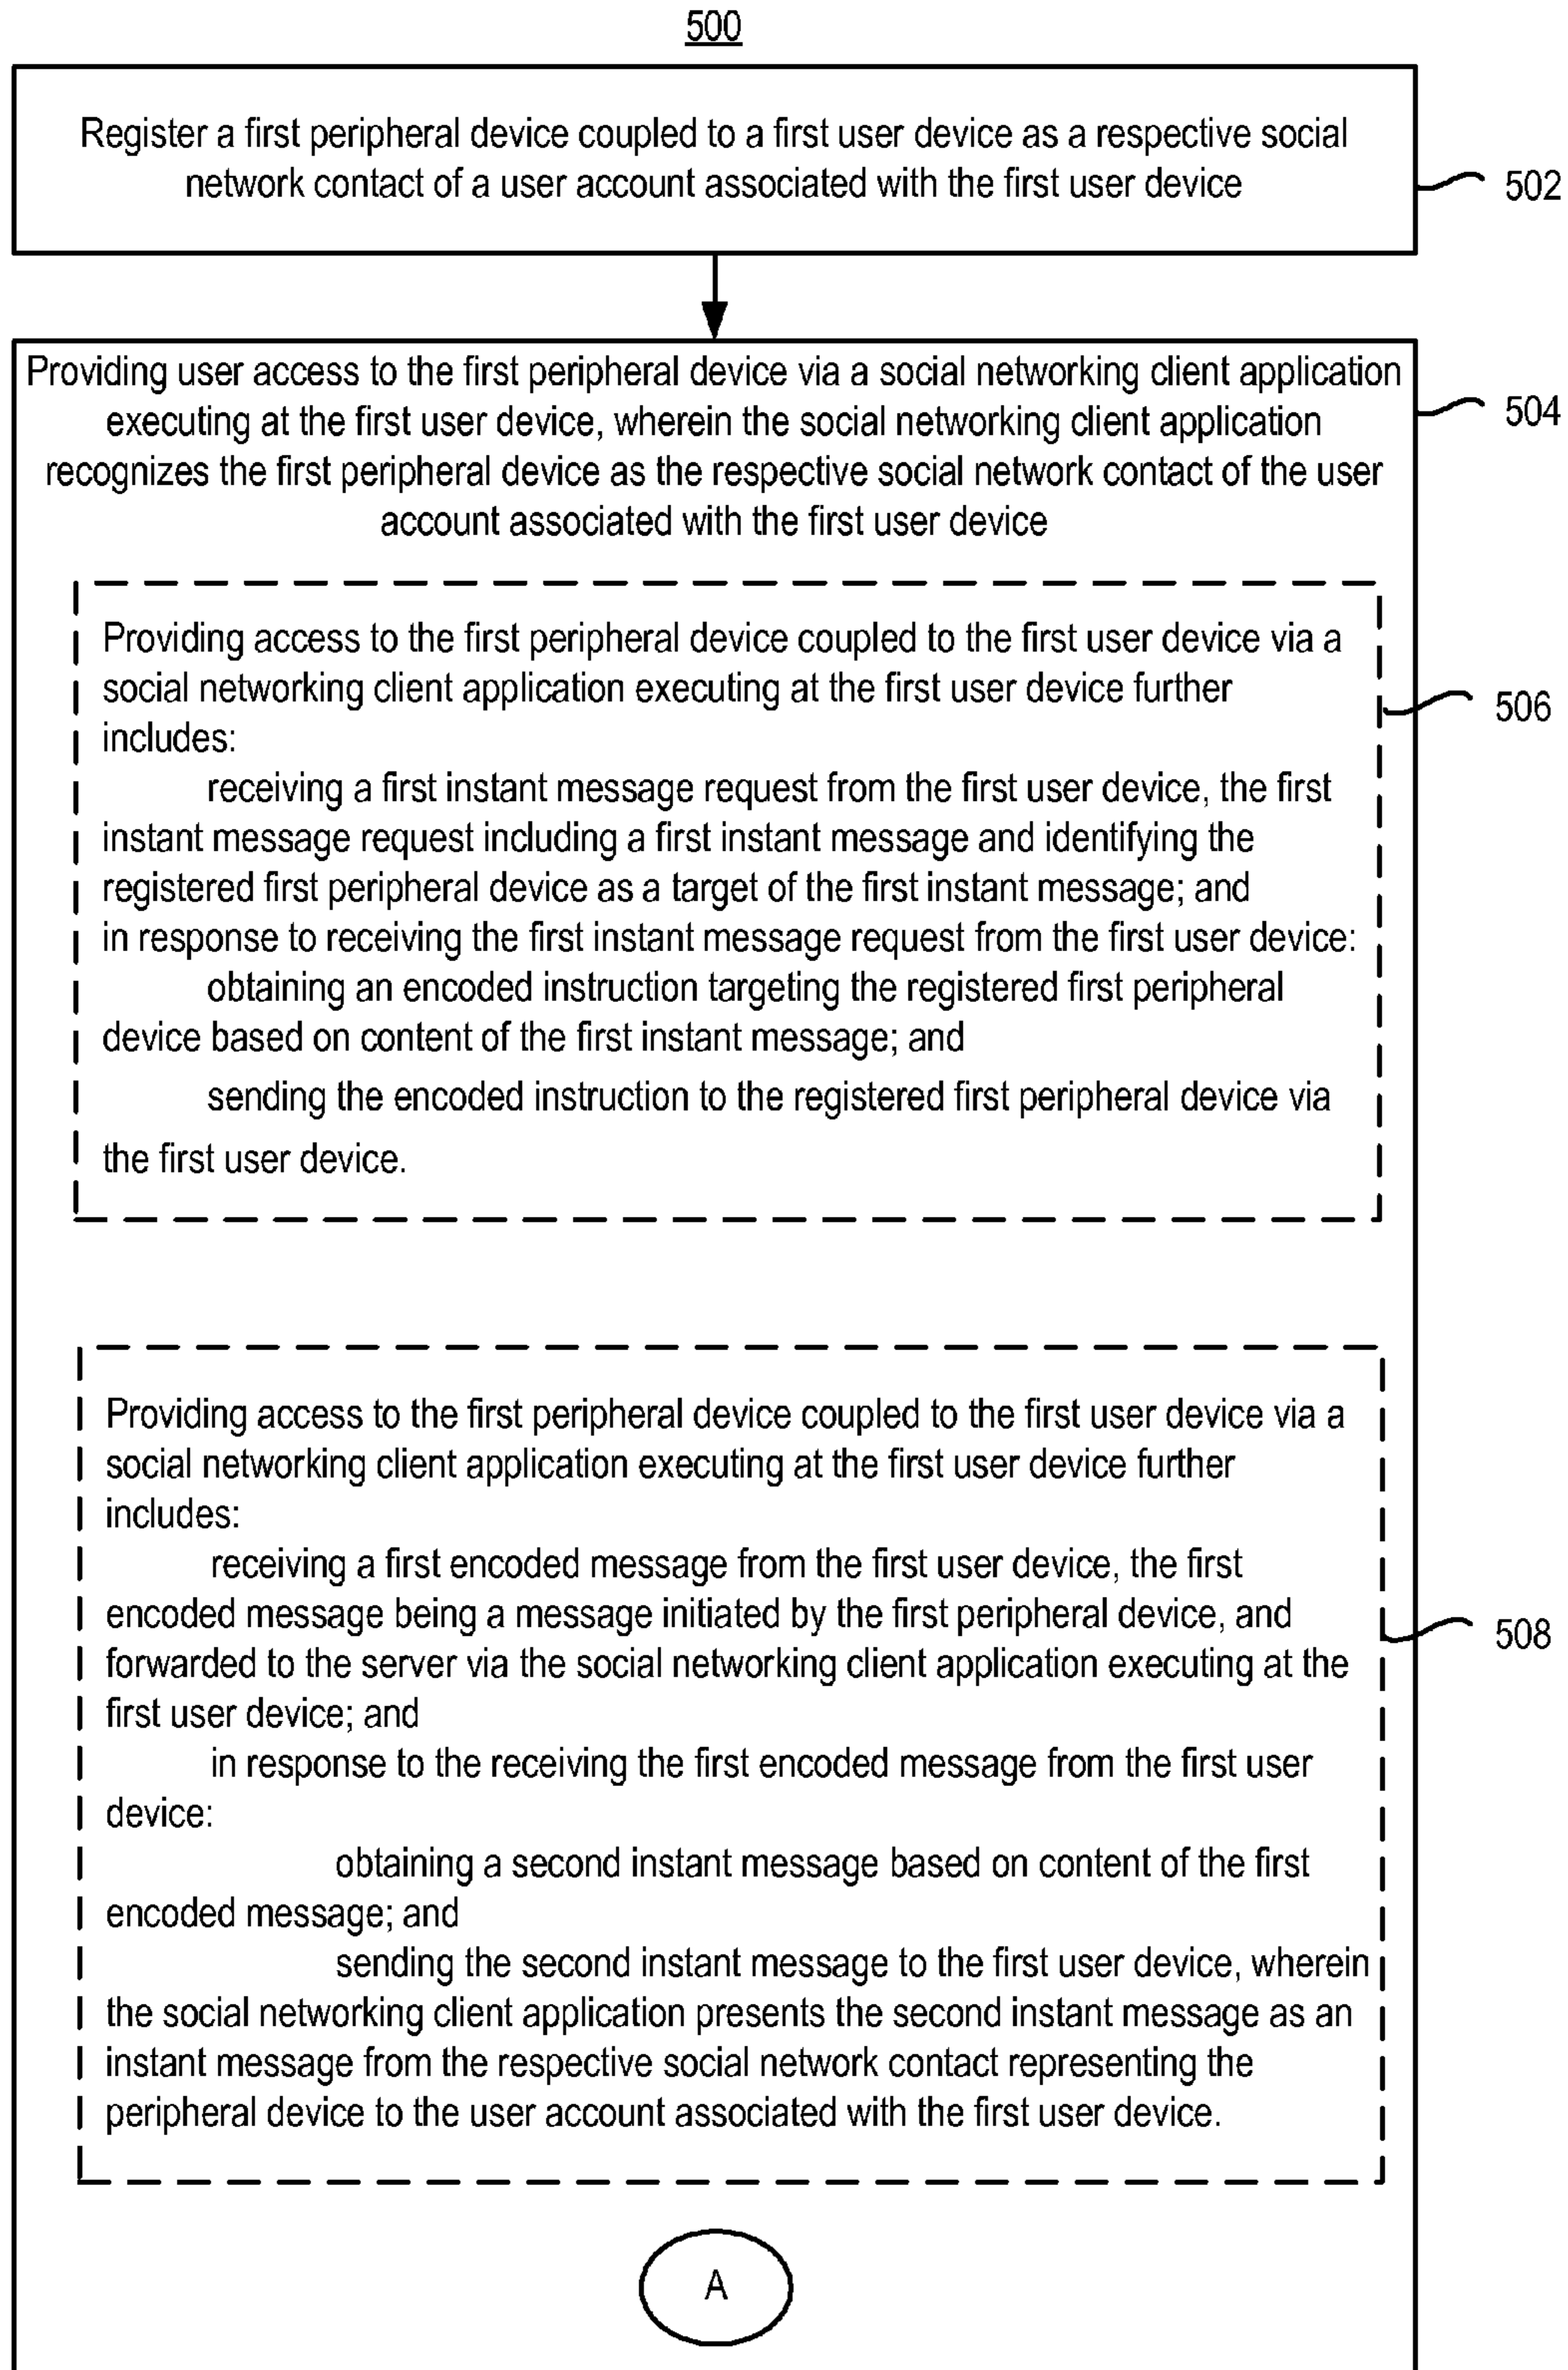 500
Register a first peripheral device coupled to a first user device as a respective social
network contact of a user account associated with the first user device
502
Providing user access to the first peripheral device via a social networking client application
executing at the first user device, wherein the social networking client application
recognizes the first peripheral device as the respective social network contact of the user
account associated with the first user device
504
Providing access to the first peripheral device coupled to the first user device via a
social networking client application executing at the first user device further
includes:
receiving a first instant message request from the first user device, the first
instant message request including a first instant message and identifying the
registered first peripheral device as a target of the first instant message; and
in response to receiving the first instant message request from the first user device:
obtaining an encoded instruction targeting the registered first peripheral
device based on content of the first instant message; and
sending the encoded instruction to the registered first peripheral device via
the first user device.
506
Providing access to the first peripheral device coupled to the first user device via a
social networking client application executing at the first user device further
includes:
receiving a first encoded message from the first user device, the first
encoded message being a message initiated by the first peripheral device, and
forwarded to the server via the social networking client application executing at the
first user device; and
in response to the receiving the first encoded message from the first user
device:
obtaining a second instant message based on content of the first
encoded message; and
sending the second instant message to the first user device, wherein
the social networking client application presents the second instant message as an
instant message from the respective social network contact representing the
peripheral device to the user account associated with the first user device.
508
A